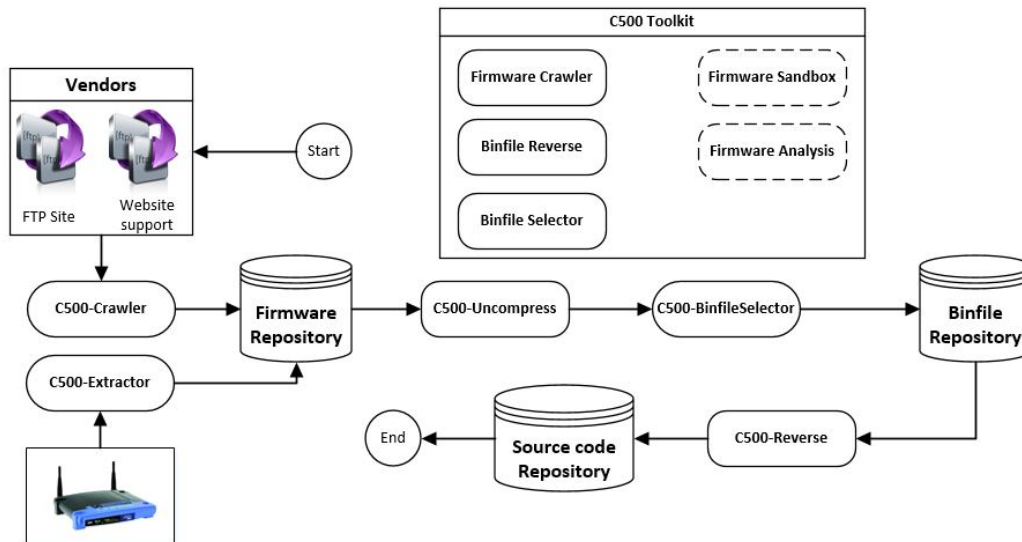 C500 Toolkit
Firmware Crawler
Firmware Sandbox
Binfile Reverse
Firmware Analysis
Binfile Selector
Vendors
[ftp]
[ftp]
FTP Site
Website
support
Start
C500-Crawler
Firmware
Repository
C500-Uncompress
C500-BinfileSelector
Binfile
Repository
C500-Extractor
End
Source code
Repository
C500-Reverse